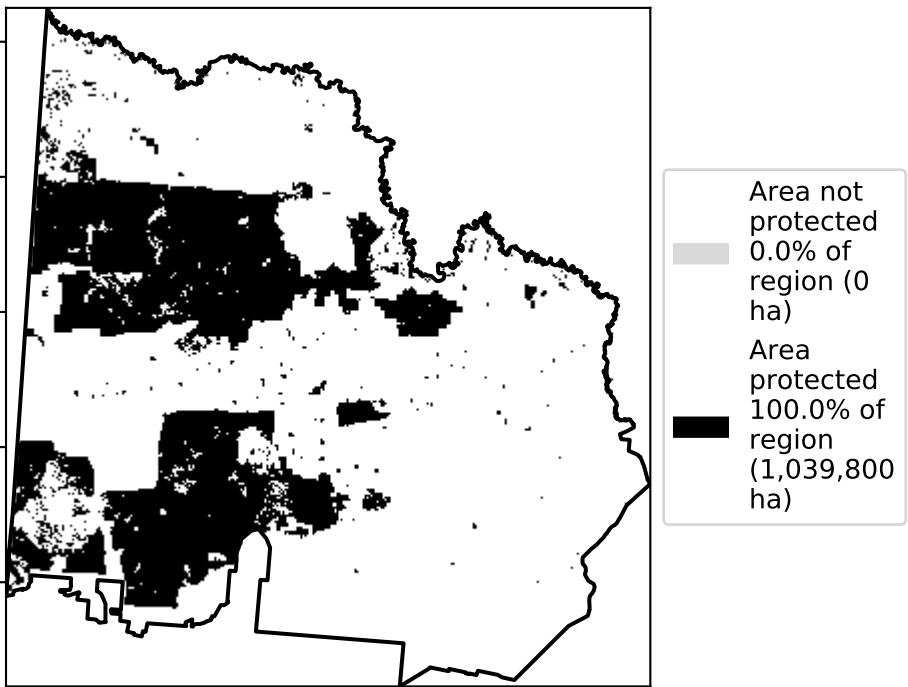 Area not
protected
0.0% of
region (0
ha)
Area
protected
100.0% of
region
(1,039,800
ha)